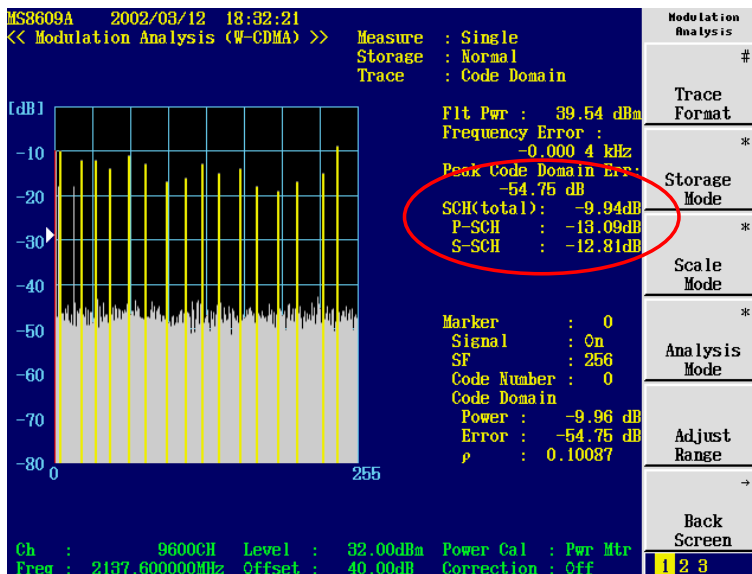 MS8609A 2002/03/12 18:32:21
<< Modulation Analysis (W-CDMA) >>
Measure : Single
Storage : Normal
Trace : Code Domain
[dB]
-10
-20
-30
-40
-50
-60
-70
-80
0
255
Flt Pwr : 39.54 dBm
Frequency Error :
-0.000 4 kHz
Peak Code Domain Err:
-54.75 dB
SCH(total): -9.94dB
P-SCH : -13.09dB
S-SCH : -12.81dB
Marker : 0
Signal : On
SF : 256
Code Number : 0
Code Domain
Power : -9.96 dB
Error : -54.75 dB
ρ : 0.10087
Ch : 9600CH Level : 32.00dBm Power Cal : Pwr Mtr
Freq : 2137.600000MHz Offset : 40.00dB Correction : Off
Modulation
Analysis
#
Trace
Format
*
Storage
Mode
*
Scale
Mode
*
Analysis
Mode
Adjust
Range
→
Back
Screen
1 2 3